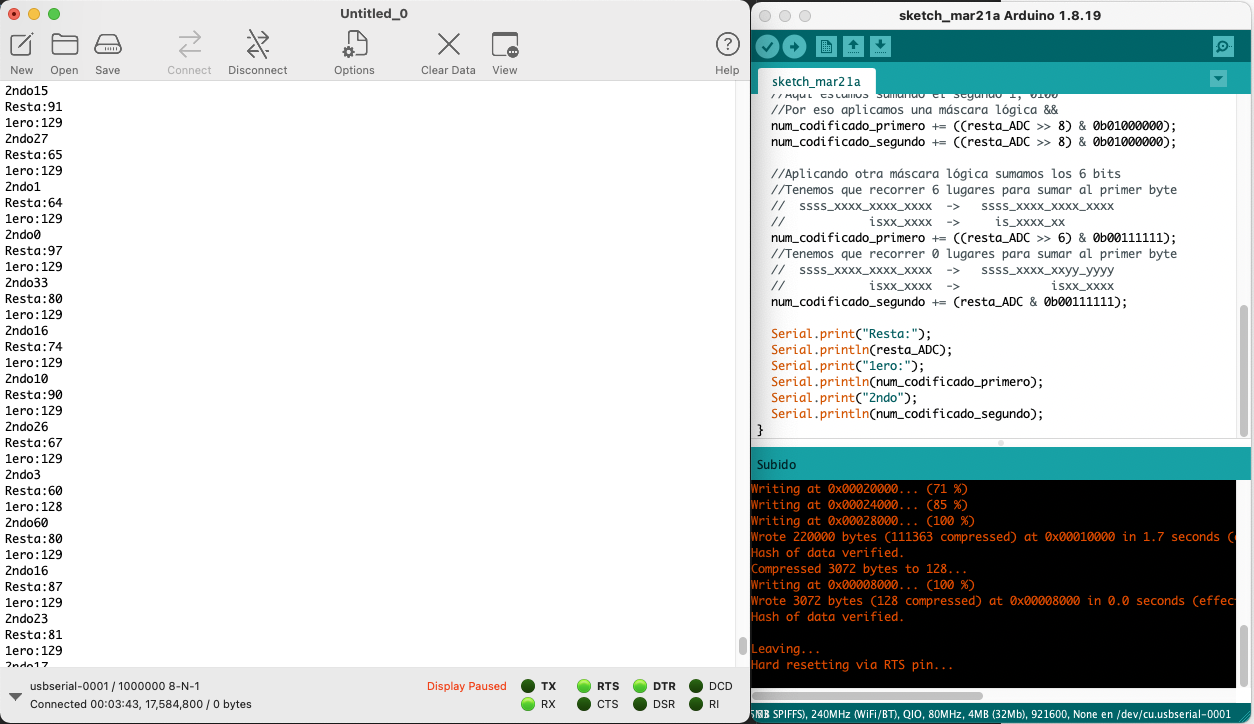 Untitled_0
New
Open
Save
Connect
Disconnect
Options
Clear Data
View
Help
2ndo15
Resta:91
1ero:129
2ndo27
Resta:65
1ero:129
2ndo1
Resta:64
1ero:129
2ndo0
Resta:97
1ero:129
2ndo33
Resta:80
1ero:129
2ndo16
Resta:74
1ero:129
2ndo10
Resta:90
1ero:129
2ndo26
Resta:67
1ero:129
2ndo3
Resta:60
1ero:128
2ndo60
Resta:80
1ero:129
2ndo16
Resta:87
1ero:129
2ndo23
Resta:81
1ero:129
2ndo17
usbserial-0001 / 1000000 8-N-1
Connected 00:03:43, 17,584,800 / 0 bytes
Display Paused
TX
RTS
DTR
DCD
RX
CTS
DSR
RI
sketch_mar21a Arduino 1.8.19
sketch_mar21a
//Aquí estamos sumando el segundo 1, 0100
//Por eso aplicamos una máscara lógica &&
num_codificado_primero += ((resta_ADC >> 8) & 0b01000000);
num_codificado_segundo += ((resta_ADC >> 8) & 0b01000000);
//Aplicando otra máscara lógica sumamos los 6 bits
//Tenemos que recorrer 6 lugares para sumar al primer byte
//  ssss_xxxx_xxxx_xxxx  ->   ssss_xxxx_xxxx_xxxx
//            isxx_xxxx  ->     is_xxxx_xx
num_codificado_primero += ((resta_ADC >> 6) & 0b00111111);
//Tenemos que recorrer 0 lugares para sumar al primer byte
//  ssss_xxxx_xxxx_xxxx  ->   ssss_xxxx_xxyy_yyyy
//            isxx_xxxx  ->             isxx_xxxx
num_codificado_segundo += (resta_ADC & 0b00111111);
Serial.print("Resta:");
Serial.println(resta_ADC);
Serial.print("1ero:");
Serial.println(num_codificado_primero);
Serial.print("2ndo");
Serial.println(num_codificado_segundo);
}
Subido
Writing at 0x00020000... (71 %)
Writing at 0x00024000... (85 %)
Writing at 0x00028000... (100 %)
Wrote 220000 bytes (111363 compressed) at 0x00010000 in 1.7 seconds (
Hash of data verified.
Compressed 3072 bytes to 128...
Writing at 0x00008000... (100 %)
Wrote 3072 bytes (128 compressed) at 0x00008000 in 0.0 seconds (effec
Hash of data verified.
Leaving...
Hard resetting via RTS pin...
SPIFFS), 240MHz (WiFi/BT), QIO, 80MHz, 4MB (32Mb), 921600, None en /dev/cu.usbserial-0001